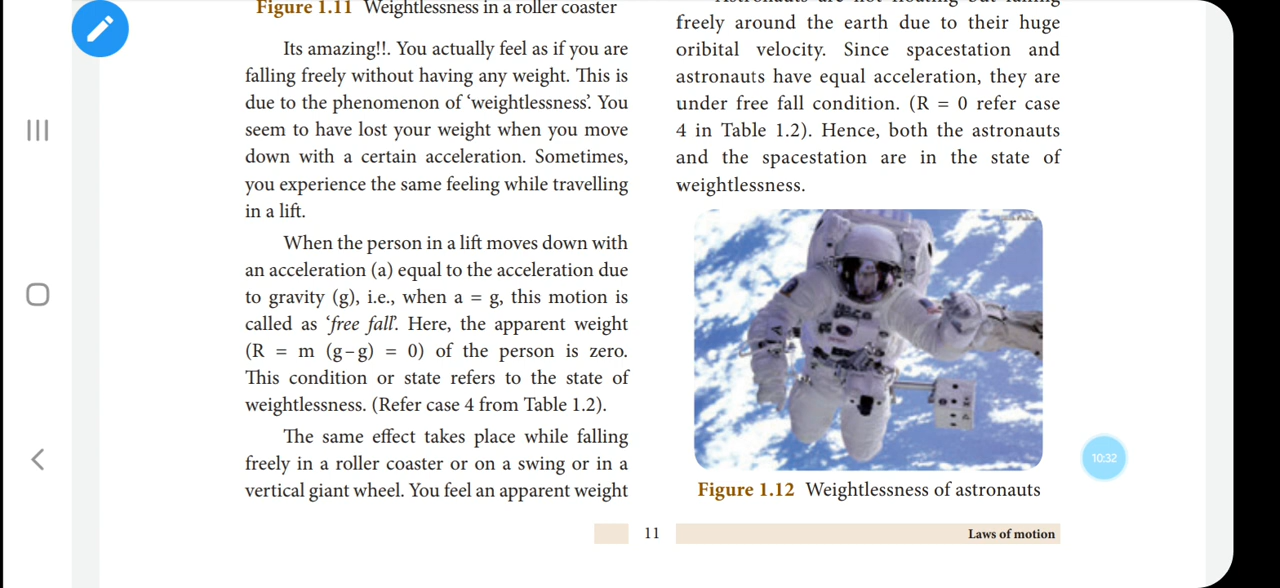 Figure 1.11 Weightlessness in a roller coaster
Its amazing!!. You actually feel as if you are
falling freely without having any weight. This is
due to the phenomenon of ‘weightlessness’. You
seem to have lost your weight when you move
down with a certain acceleration. Sometimes,
you experience the same feeling while travelling
in a lift.
When the person in a lift moves down with
an acceleration (a) equal to the acceleration due
to gravity (g), i.e., when a = g, this motion is
called as ‘free fall’. Here, the apparent weight
(R = m (g−g) = 0) of the person is zero.
This condition or state refers to the state of
weightlessness. (Refer case 4 from Table 1.2).
The same effect takes place while falling
freely in a roller coaster or on a swing or in a
vertical giant wheel. You feel an apparent weight
Astronauts are not floating but falling
freely around the earth due to their huge
oribital velocity. Since spacestation and
astronauts have equal acceleration, they are
under free fall condition. (R = 0 refer case
4 in Table 1.2). Hence, both the astronauts
and the spacestation are in the state of
weightlessness.
Figure 1.12 Weightlessness of astronauts
10:32
11
Laws of motion